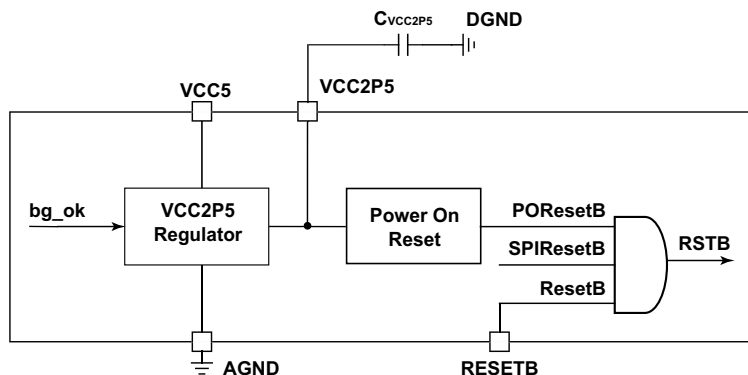 CVCC2P5
DGND
VCC5
VCC2P5
bg_ok
VCC2P5
Regulator
Power On
Reset
POResetB
SPIResetB
ResetB
RSTB
AGND
RESETB